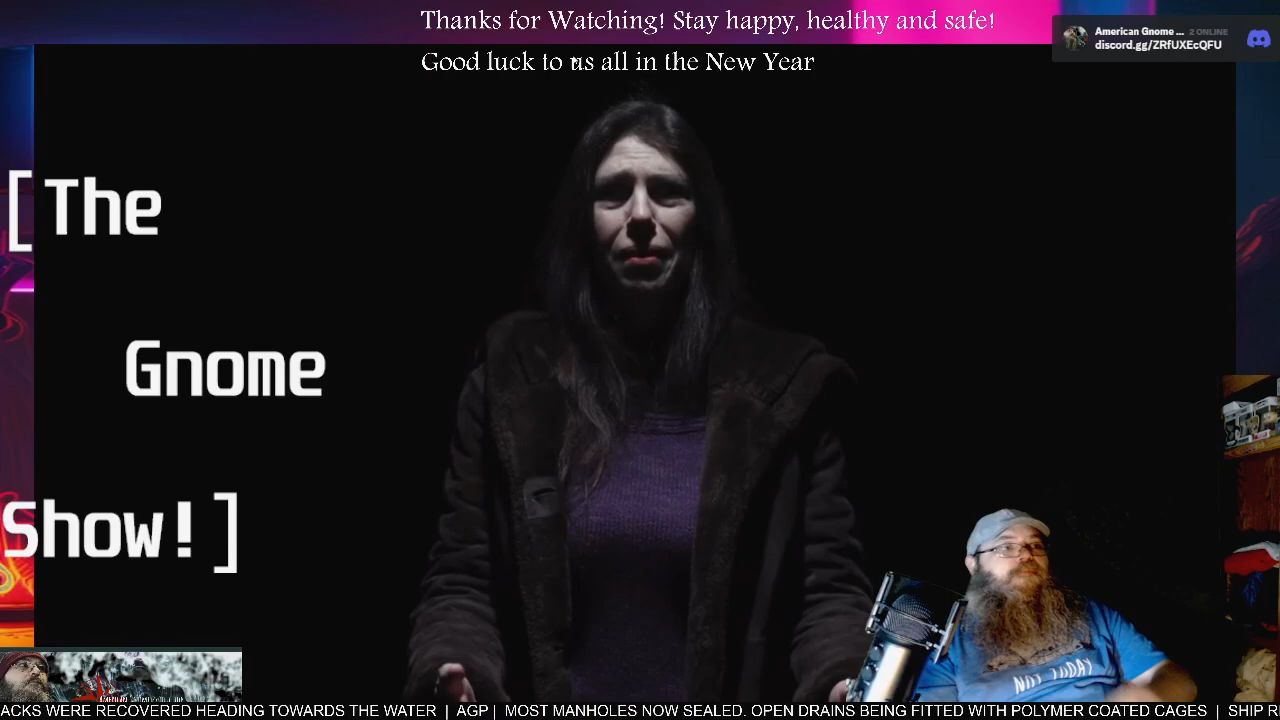 Thanks for Watching! Stay happy, healthy and safe!
Good luck to us all in the New Year
American Gnome ... 2 ONLINE
discord.gg/ZRfUXEcQFU
[The
Gnome
Show!]
NOT TODAY
ACKS WERE RECOVERED HEADING TOWARDS THE WATER | AGP | MOST MANHOLES NOW SEALED. OPEN DRAINS BEING FITTED WITH POLYMER COATED CAGES | SHIP R